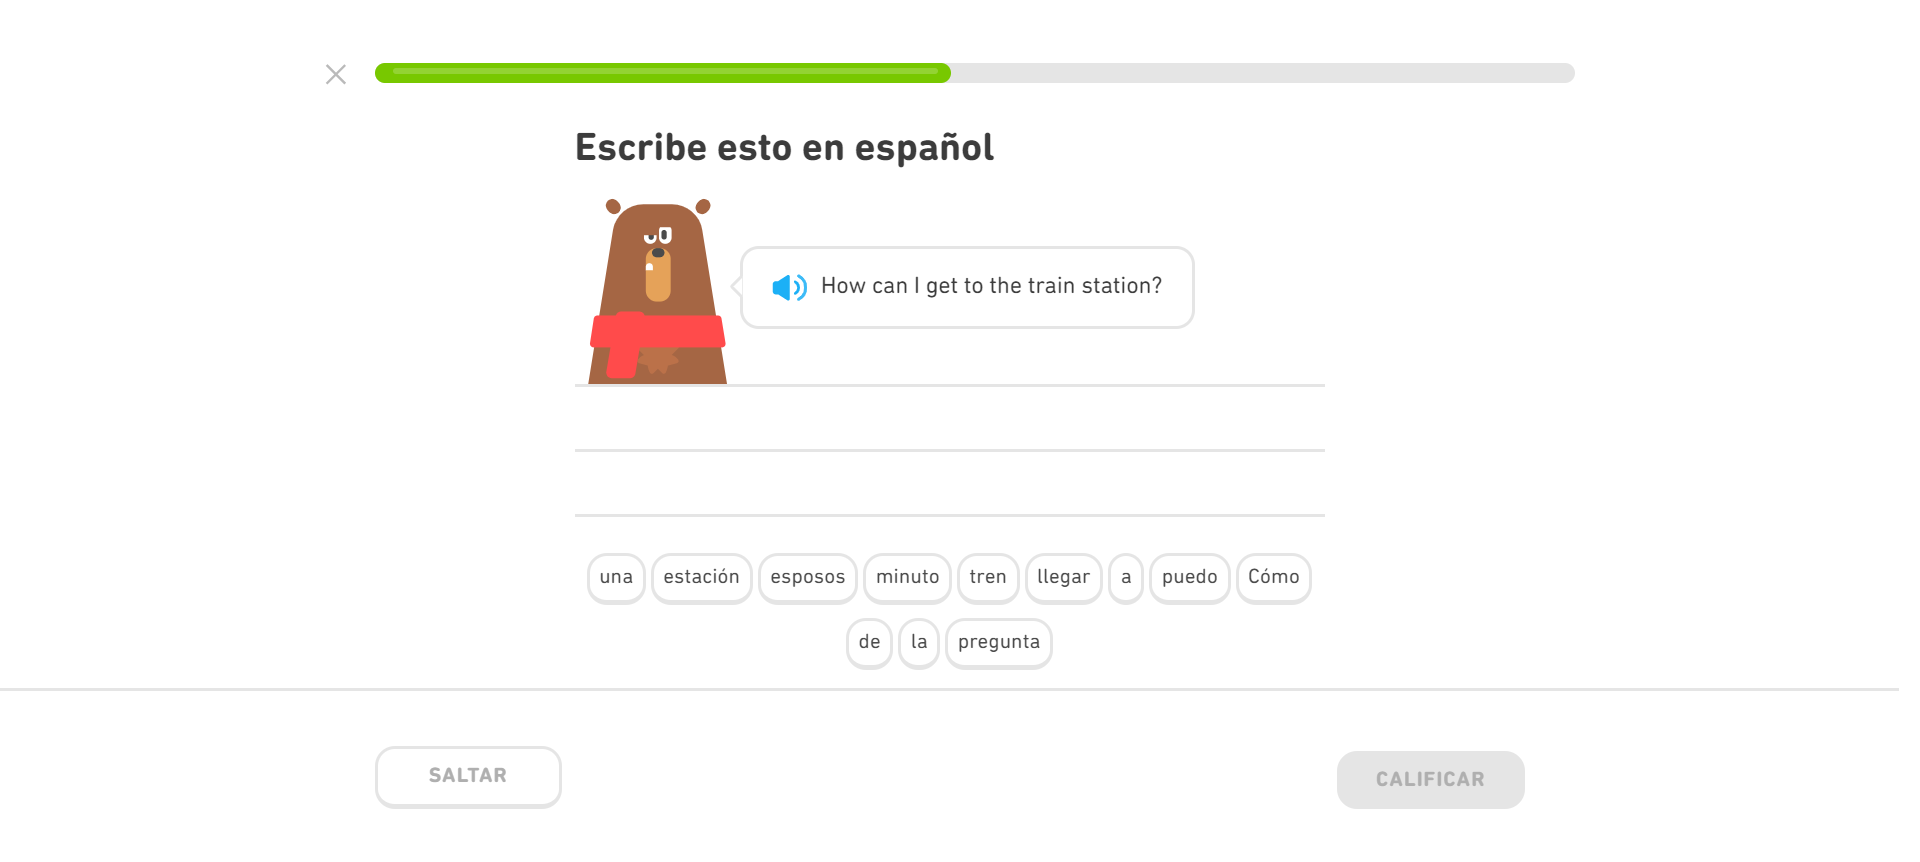 Escribe esto en español
How can I get to the train station?
una estación esposos minuto tren llegar a puedo Cómo
de la pregunta
SALTAR CALIFICAR